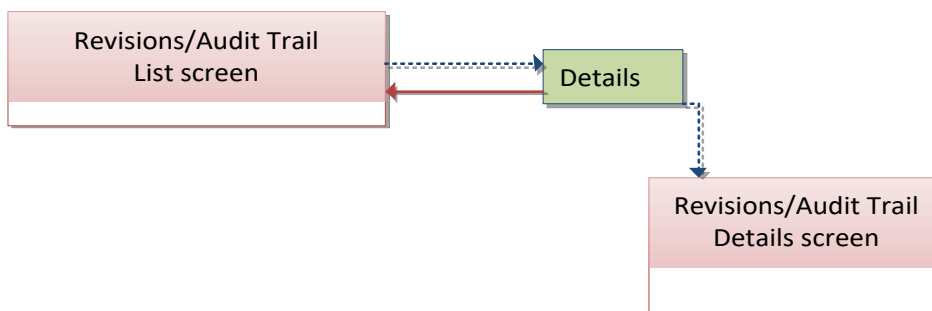 Revisions/Audit Trail
List screen
Details
Revisions/Audit Trail
Details screen